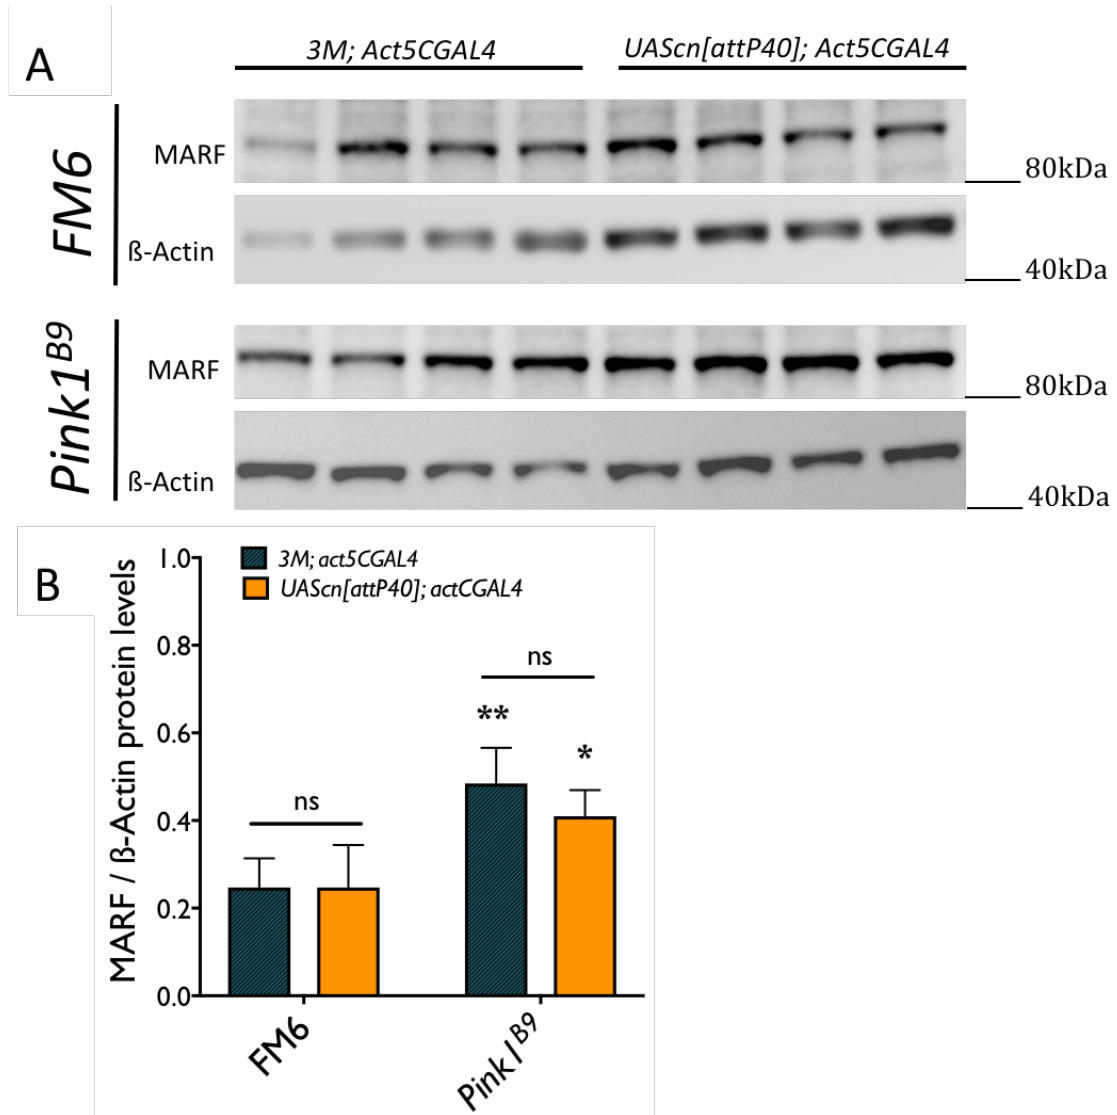 A
3M; Act5CGAL4
UAScn[attP40]; Act5CGAL4
FM6
MARF
80kDa
ß-Actin
40kDa
Pink1B9
MARF
80kDa
ß-Actin
40kDa
B
3M; act5CGAL4
UAScn[attP40]; actCGAL4
MARF / ß-Actin protein levels
1.0
0.8
0.6
0.4
0.2
0.0
ns
ns
**
*
FM6
Pink1B9